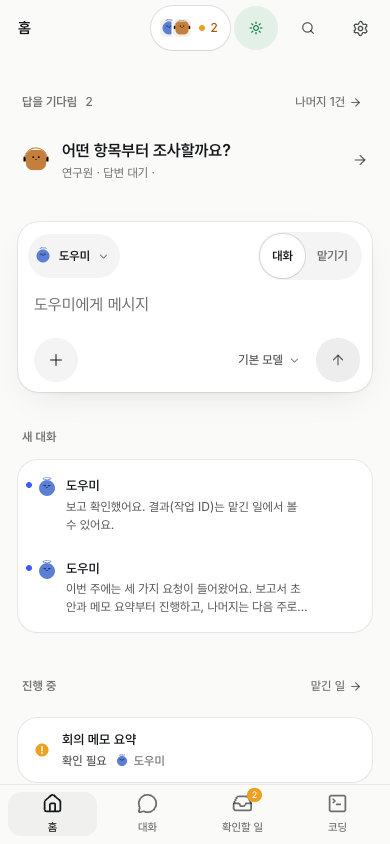 홈
2
답을 기다림 2
나머지 1건 →
어떤 항목부터 조사할까요?
연구원 · 답변 대기 ·
도우미
대화
맡기기
도우미에게 메시지
기본 모델
새 대화
도우미
보고 확인했어요. 결과(작업 ID)는 맡긴 일에서 볼
수 있어요.
도우미
이번 주에는 세 가지 요청이 들어왔어요. 보고서 초
안과 메모 요약부터 진행하고, 나머지는 다음 주로...
진행 중
맡긴 일 →
회의 메모 요약
확인 필요 도우미
2
홈
대화
확인할 일
코딩